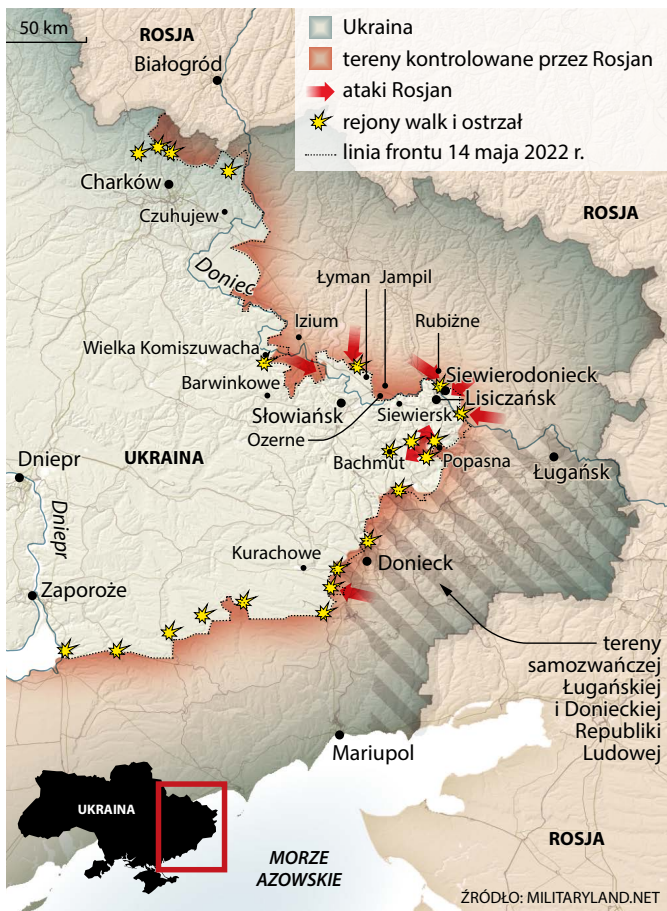 50 km
ROSJA
Białogród
Ukraina
tereny kontrolowane przez Rosjan
ataki Rosjan
rejony walk i ostrzał
linia frontu 14 maja 2022 r.
Charków
Czuhujew
ROSJA
Doniec
Łyman
Jampil
Izium
Rubiżne
Wielka Komiszuwacha
Siewierodonieck
Barwinkowe
Lisiczańsk
Słowiańsk
Siewiersk
Ozerne
Dniepr
UKRAINA
Bachmut
Popasna
Ługańsk
Dniepr
Kurachowe
Donieck
Zaporoże
tereny
samozwańczej
Ługańskiej
i Donieckiej
Republiki
Ludowej
Mariupol
UKRAINA
MORZE
AZOWSKIE
ROSJA
ŹRÓDŁO: MILITARYLAND.NET